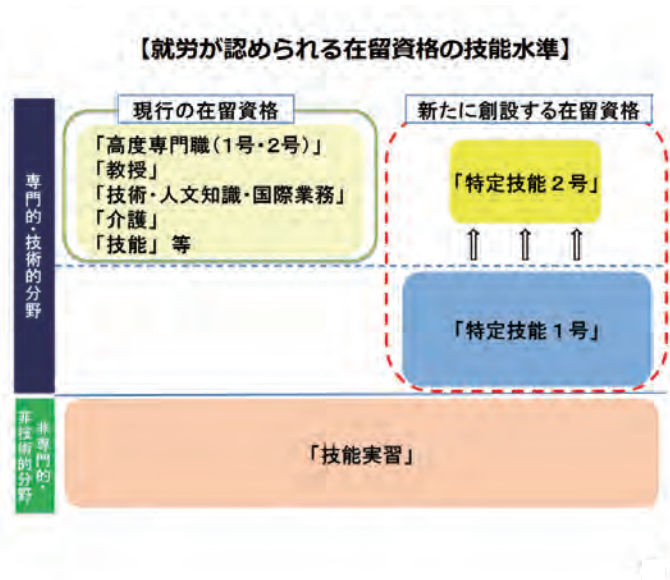 【就労が認められる在留資格の技能水準】
専門的・技術的分野
現行の在留資格
「高度専門職(1号・2号)」
「教授」
「技術・人文知識・国際業務」
「介護」
「技能」等
新たに創設する在留資格
「特定技能2号」
⇧ ⇧ ⇧
「特定技能1号」
非専門的・
非技術的分野
「技能実習」